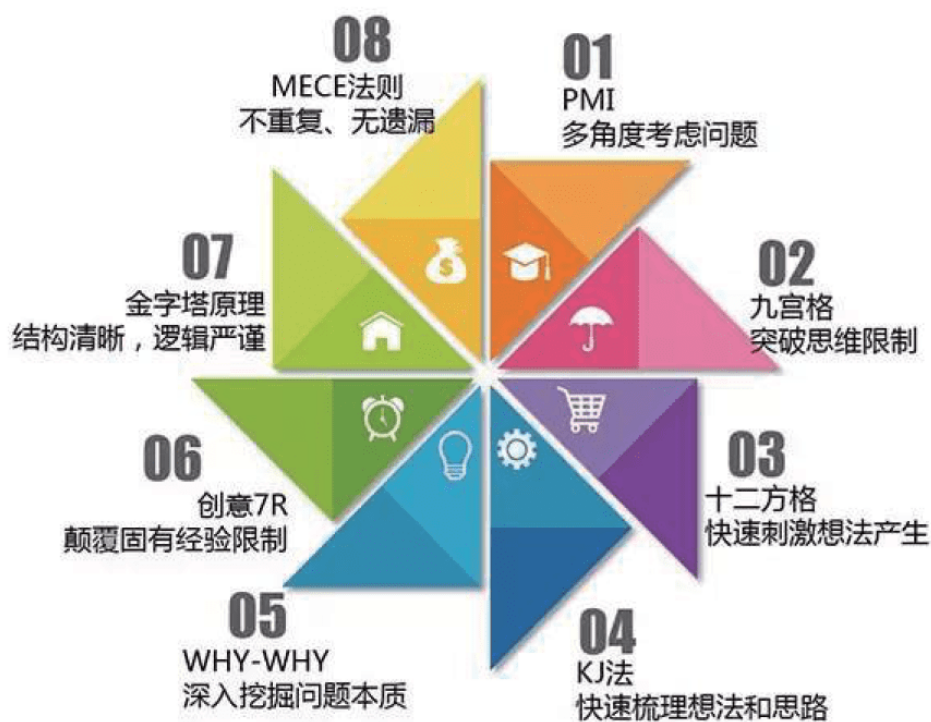 01
PMI
多角度考虑问题
02
九宫格
突破思维限制
03
十二方格
快速刺激想法产生
04
KJ法
快速梳理想法和思路
05
WHY-WHY
深入挖掘问题本质
06
创意7R
颠覆固有经验限制
07
金字塔原理
结构清晰，逻辑严谨
08
MECE法则
不重复、无遗漏
$